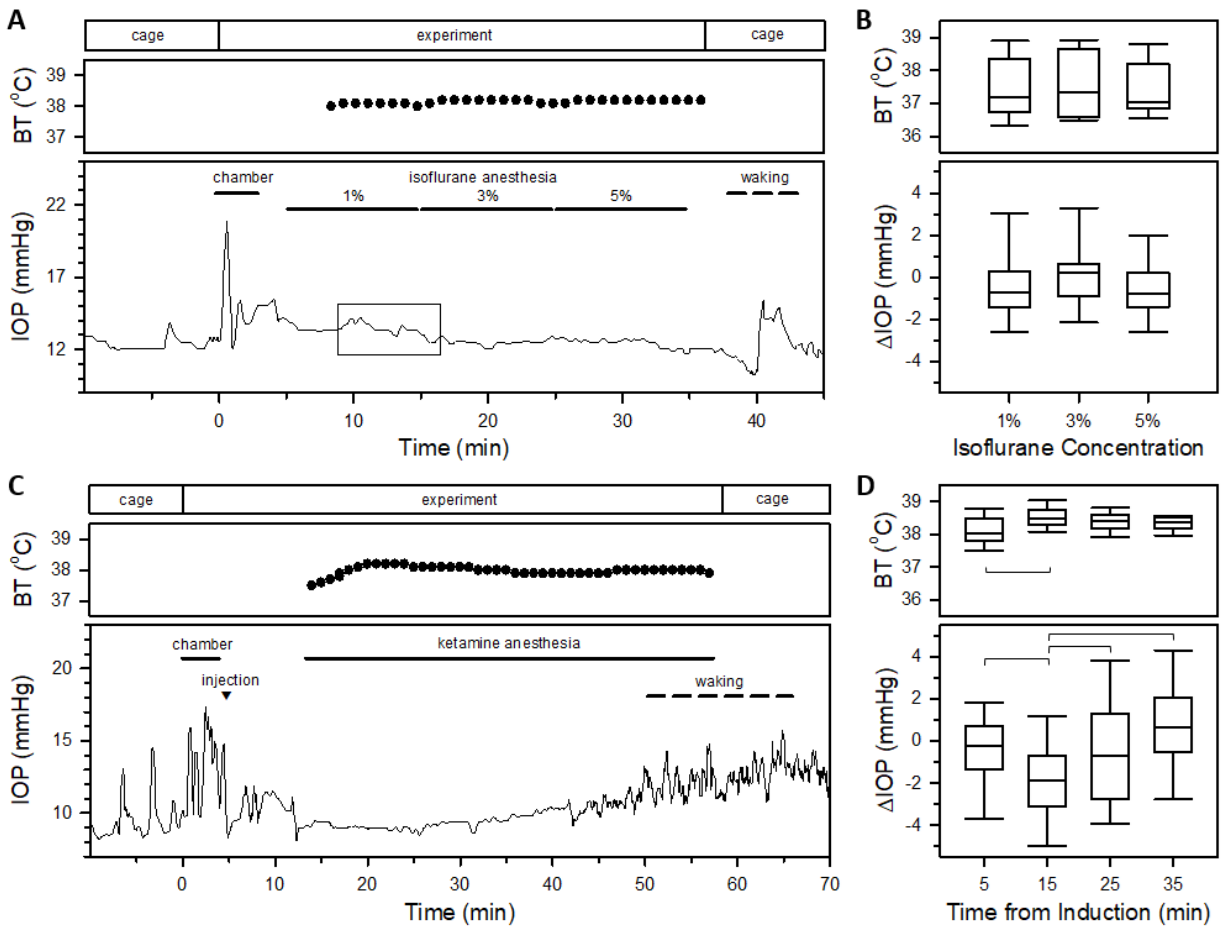 A
cage experiment cage
BT (⁰C)
39
38
37
chamber isoflurane anesthesia waking
1% 3% 5%
IOP (mmHg)
22
17
12
0 10 20 30 40
Time (min)
B
BT (⁰C)
39
38
37
36
ΔIOP (mmHg)
4
2
0
-2
-4
1% 3% 5%
Isoflurane Concentration
C
cage experiment cage
BT (⁰C)
39
38
37
chamber ketamine anesthesia
injection waking
IOP (mmHg)
20
15
10
0 10 20 30 40 50 60 70
Time (min)
D
BT (⁰C)
39
38
37
36
ΔIOP (mmHg)
4
2
0
-2
-4
5 15 25 35
Time from Induction (min)